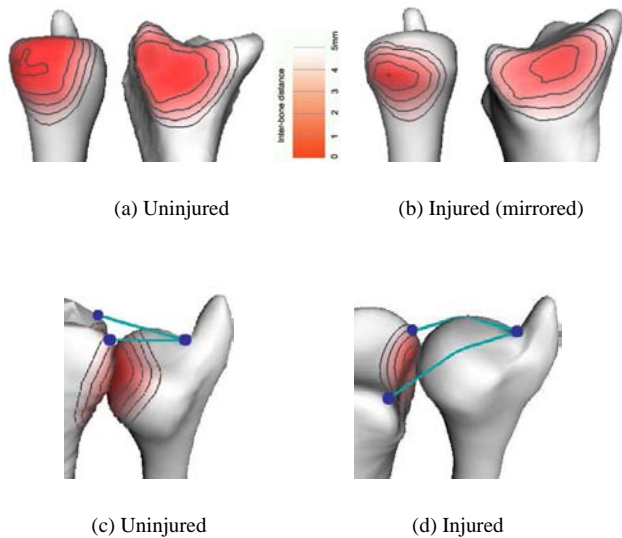 Inter-bone distance
0 1 2 3 4 5mm
(a) Uninjured
(b) Injured (mirrored)
(c) Uninjured
(d) Injured